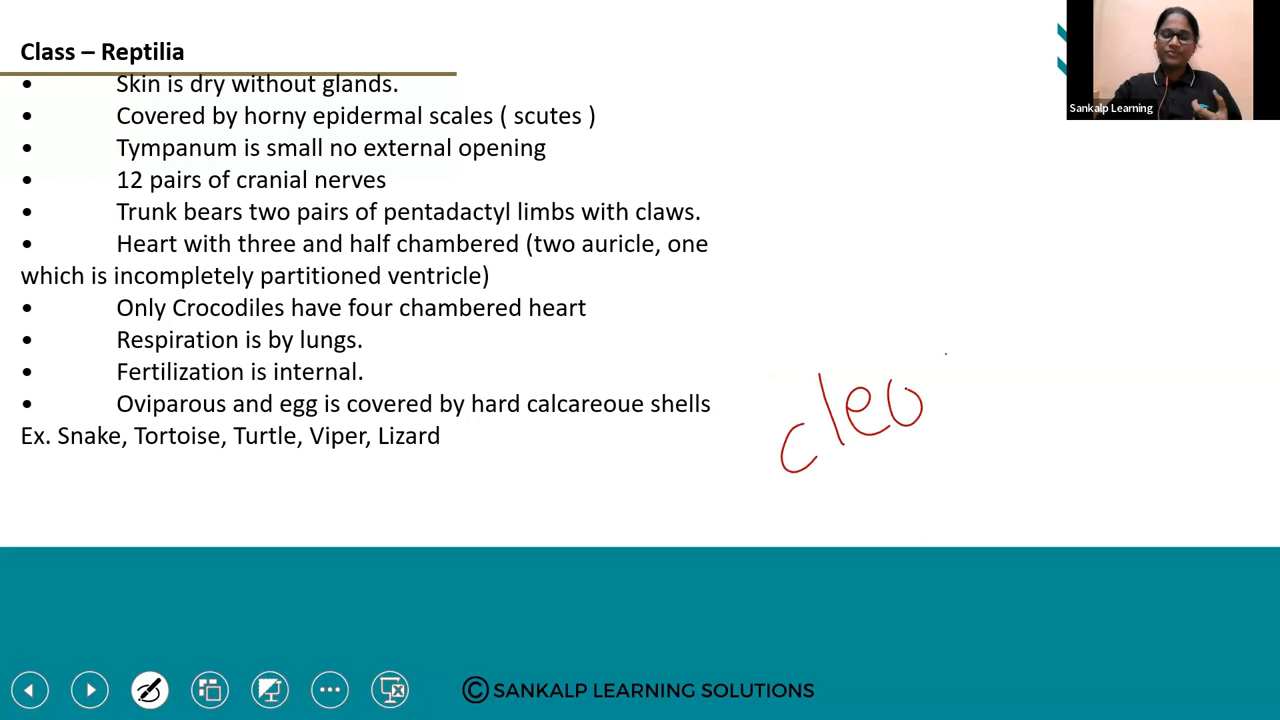 Class – Reptilia
• Skin is dry without glands.
• Covered by horny epidermal scales ( scutes )
• Tympanum is small no external opening
• 12 pairs of cranial nerves
• Trunk bears two pairs of pentadactyl limbs with claws.
• Heart with three and half chambered (two auricle, one
which is incompletely partitioned ventricle)
• Only Crocodiles have four chambered heart
• Respiration is by lungs.
• Fertilization is internal.
• Oviparous and egg is covered by hard calcareoue shells
Ex. Snake, Tortoise, Turtle, Viper, Lizard
cleo
Sankalp Learning
© SANKALP LEARNING SOLUTIONS